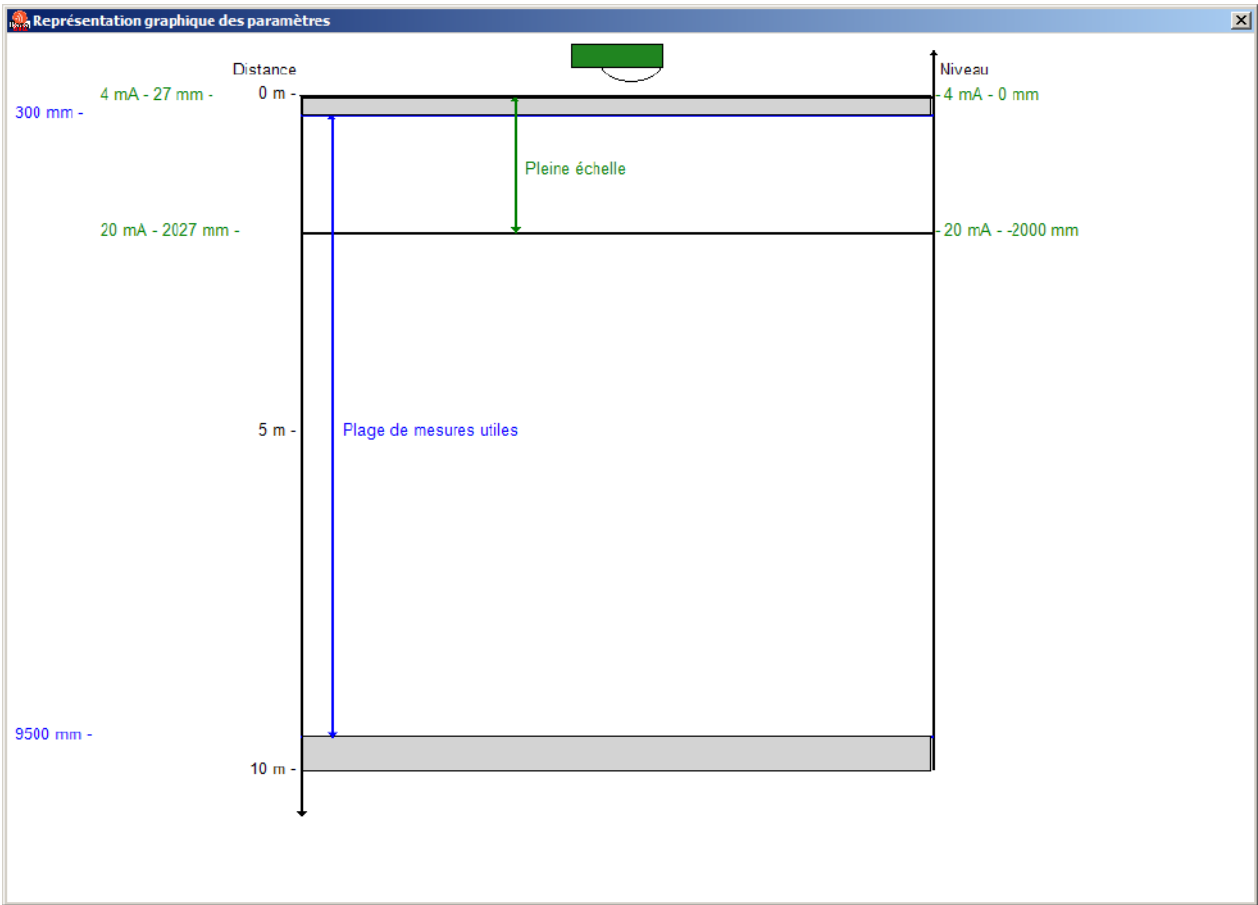 Représentation graphique des paramètres
Distance
Niveau
4 mA - 27 mm -
0 m -
- 4 mA - 0 mm
300 mm -
Pleine échelle
20 mA - 2027 mm -
- 20 mA - -2000 mm
5 m -
Plage de mesures utiles
9500 mm -
10 m -